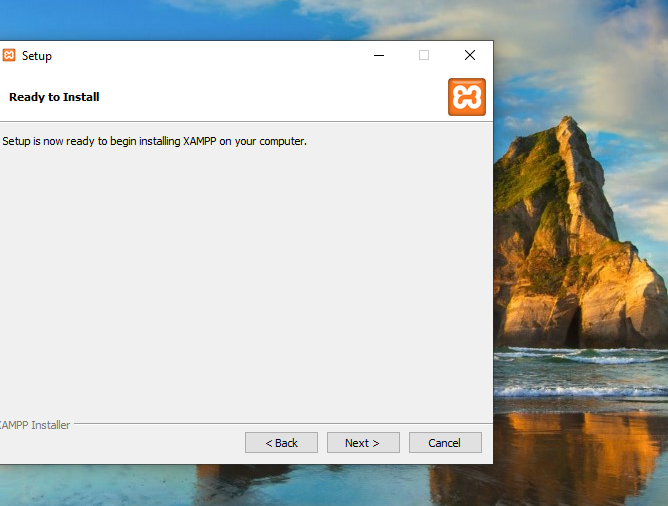 Setup
Ready to Install
Setup is now ready to begin installing XAMPP on your computer.
XAMPP Installer
< Back
Next >
Cancel